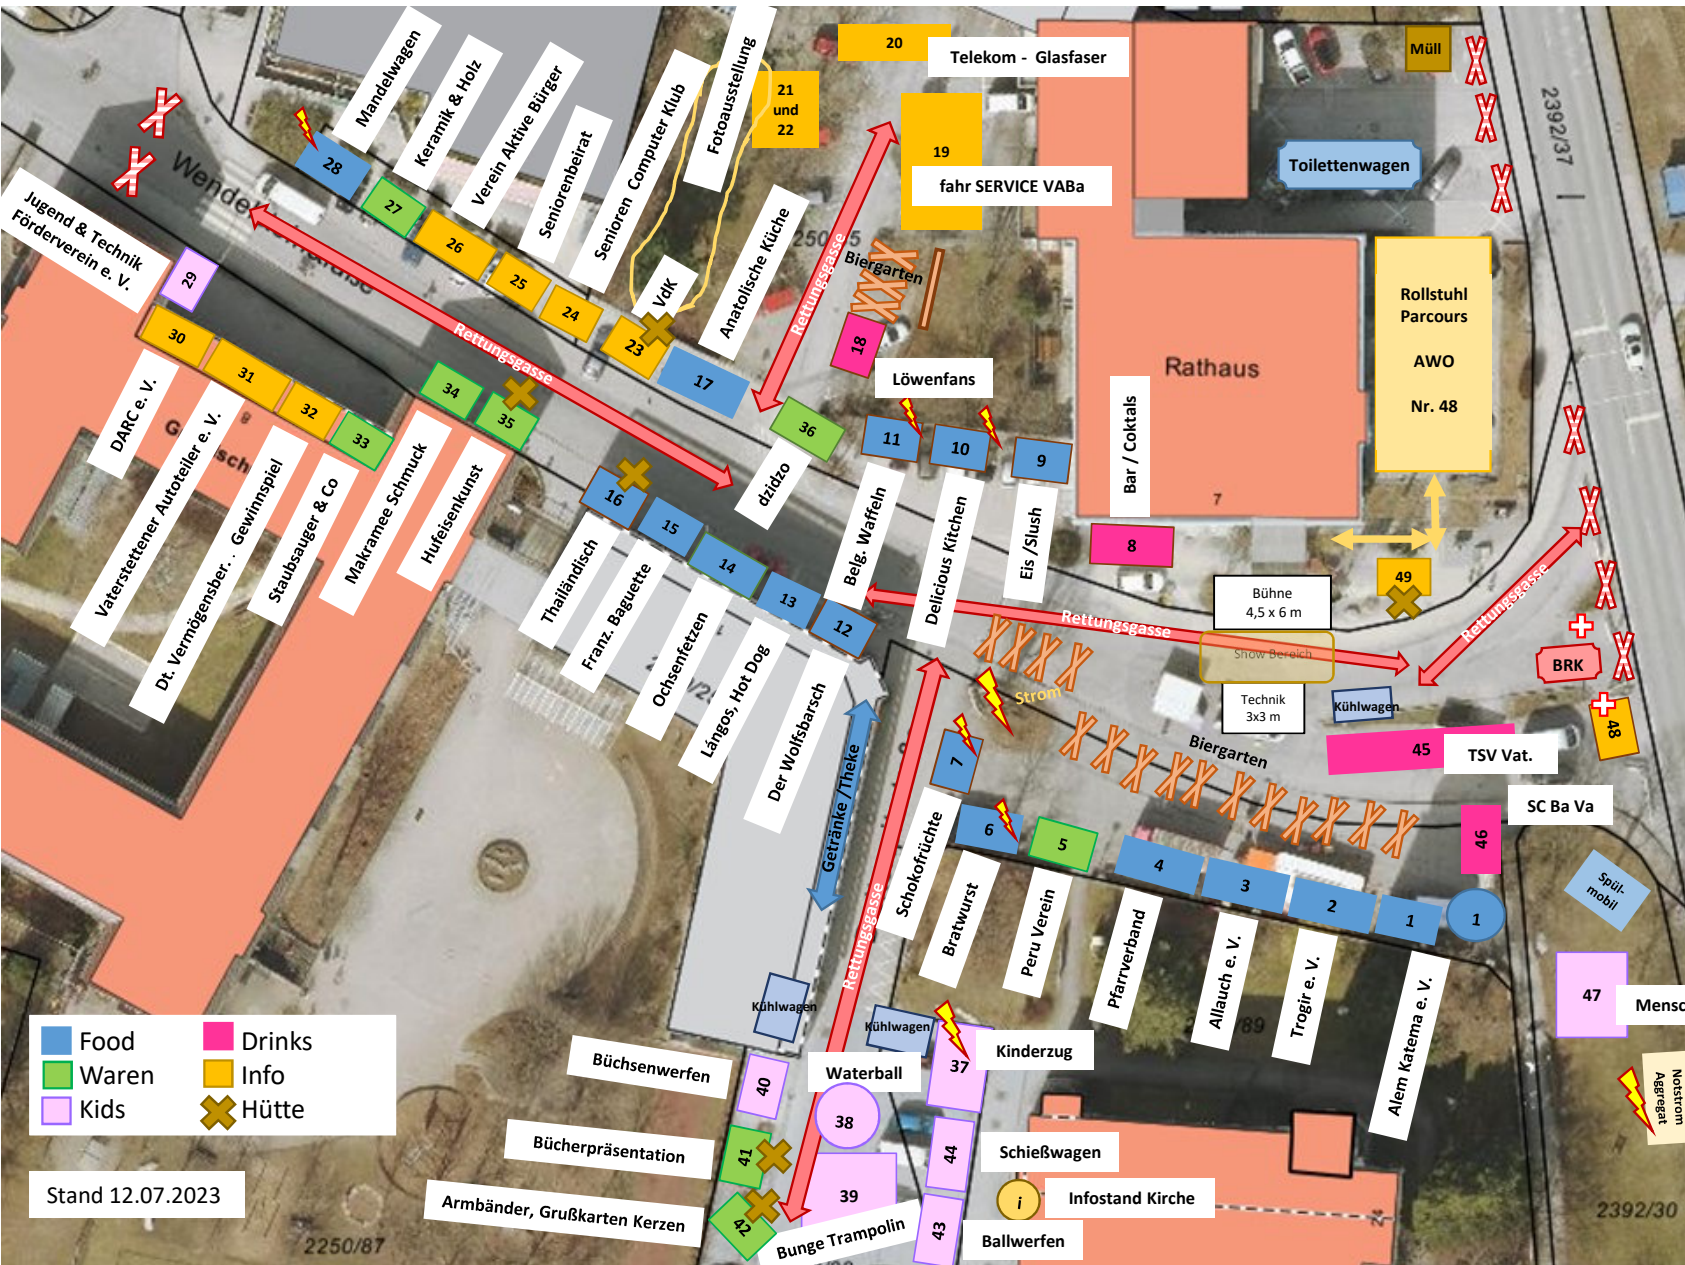 20
Telekom - Glasfaser
Müll
21
und
22
19
fahr SERVICE VABa
Toilettenwagen
2392/37
Mandelwagen
Keramik & Holz
Verein Aktive Bürger
Seniorenbeirat
Senioren Computer Klub
Fotoausstellung
VdK
Anatolische Küche
28
27
26
25
24
23
17
Rettungsgasse
Biergarten
18
Löwenfans
Rathaus
7
Rollstuhl
Parcours
AWO
Nr. 48
Jugend & Technik
Förderverein e. V.
29
30
31
32
33
34
35
Rettungsgasse
DARC e. V.
Vaterstettener Autoteiler e. V.
Dt. Vermögensber. . Gewinnspiel
Staubsauger & Co
Makramee Schmuck
Hufeisenkunst
36
dzidzo
11
10
9
Belg. Waffeln
Delicious Kitchen
Eis /Slush
Bar / Coktals
8
16
15
14
13
12
Thailändisch
Franz. Baguette
Ochsenfetzen
Lángos, Hot Dog
Der Wolfsbarsch
Rettungsgasse
Bühne
4,5 x 6 m
Show Bereich
Technik
3x3 m
49
Rettungsgasse
BRK
48
Kühlwagen
45
TSV Vat.
Strom
Biergarten
SC Ba Va
46
7
6
5
4
3
2
1
1
Spül-
mobil
Getränke /Theke
Rettungsgasse
Schokofrüchte
Bratwurst
Peru Verein
Pfarrverband
Allauch e. V.
Trogir e. V.
Alem Katema e. V.
47
Mensc
Notstrom
Aggregat
Kühlwagen
Kühlwagen
Food
Drinks
Waren
Info
Kids
Hütte
Stand 12.07.2023
Büchsenwerfen
40
Waterball
38
37
Kinderzug
Bücherpräsentation
41
44
Schießwagen
Armbänder, Grußkarten Kerzen
42
39
Bunge Trampolin
43
Ballwerfen
i
Infostand Kirche
2250/87
2392/30